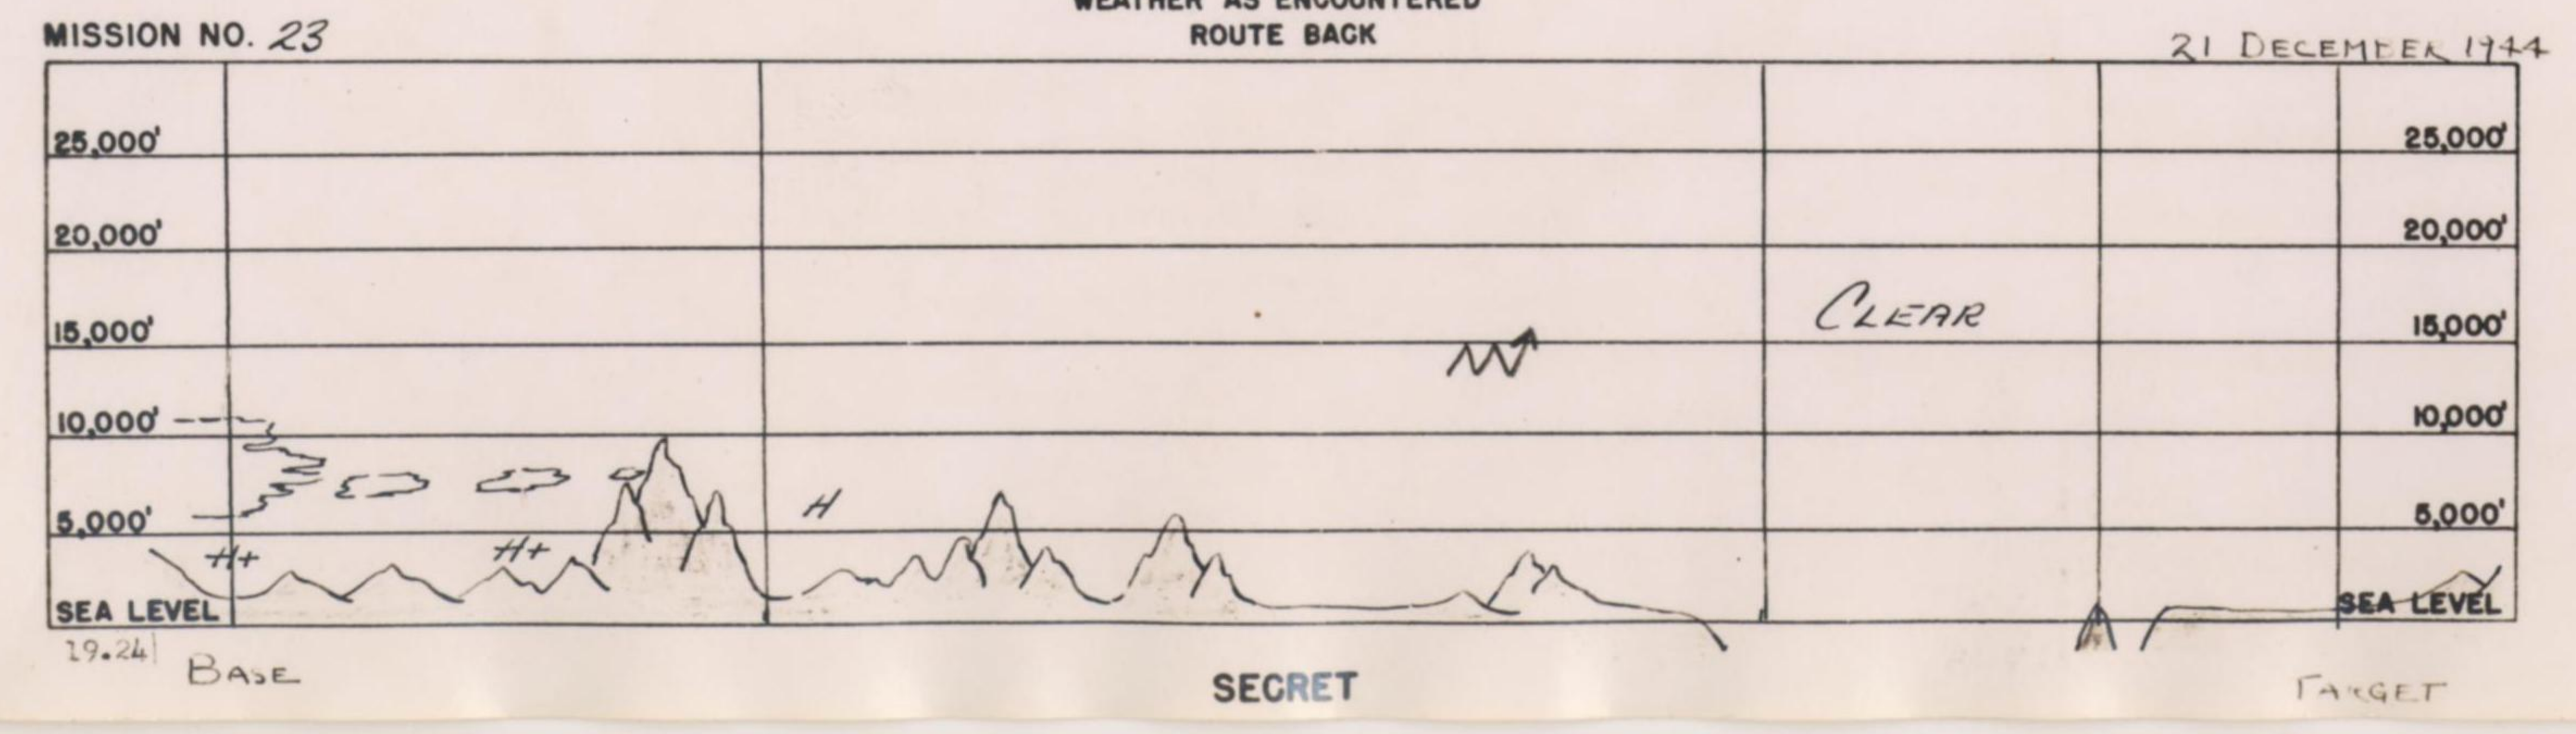 WEATHER AS ENCOUNTERED
MISSION NO. 23
ROUTE BACK
21 DECEMBER 1944
25,000' 25,000'
20,000' 20,000'
15,000' CLEAR 15,000'
10,000' 10,000'
H
5,000' 5,000'
H+ H+
SEA LEVEL SEA LEVEL
19.24
BASE
SECRET
TARGET